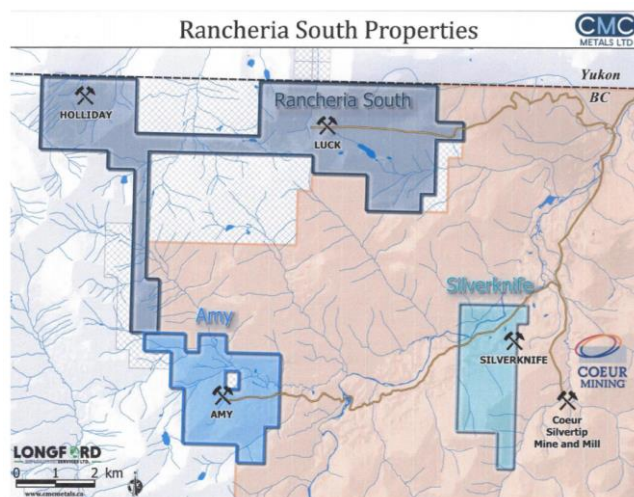 Rancheria South Properties
CMC
METALS LTD
Yukon
BC
HOLLIDAY
Rancheria South
LUCK
Silverknife
Amy
SILVERKNIFE
COEUR
MINING
AMY
Coeur
Silvertip
Mine and Mill
LONGFORD
0 1 2 km
www.cmcmetals.ca